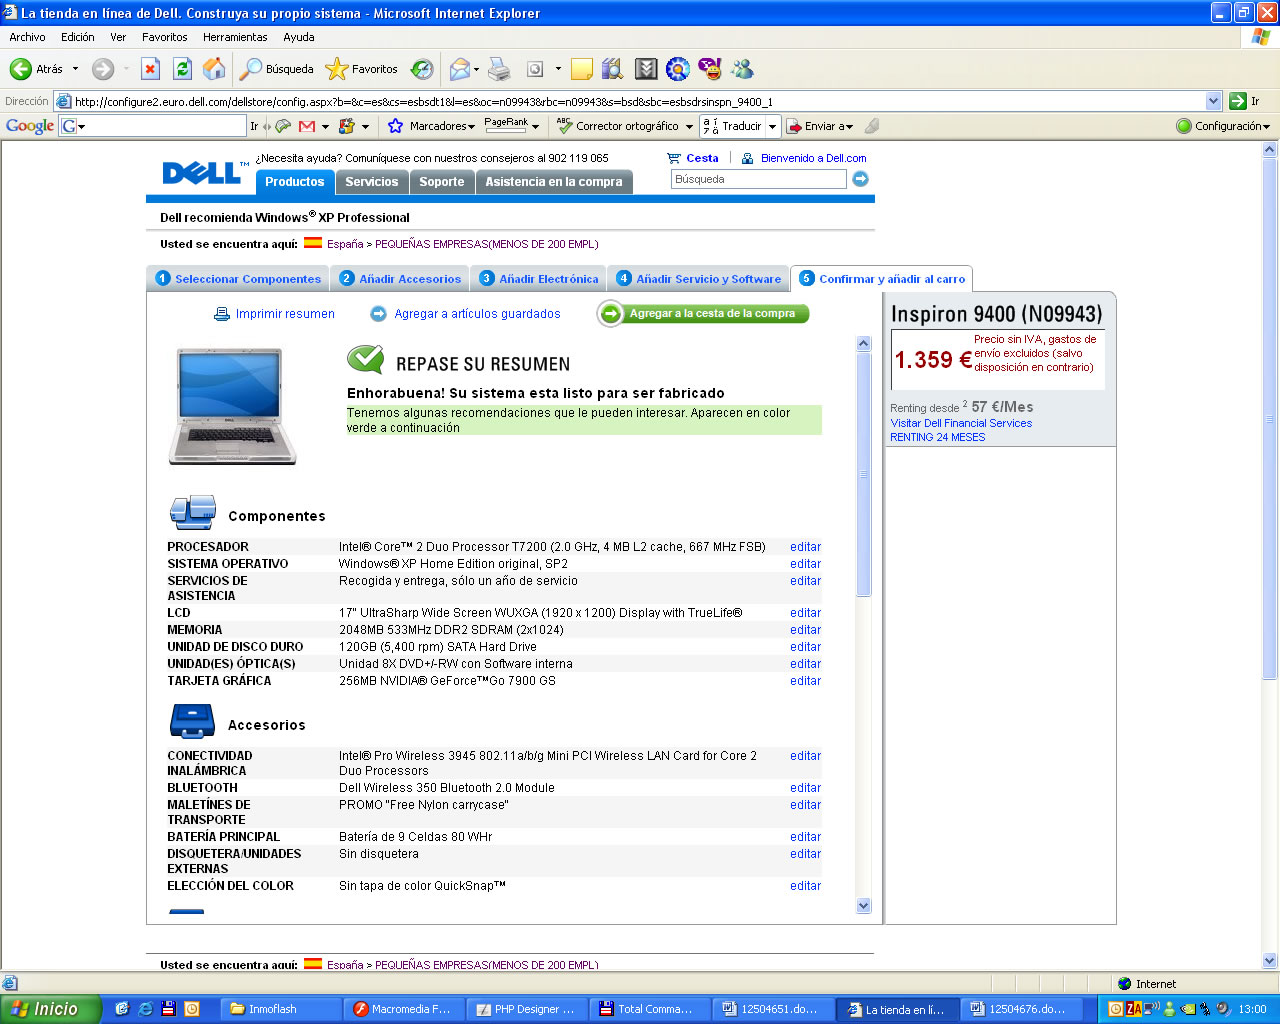 La tienda en línea de Dell. Construya su propio sistema - Microsoft Internet Explorer
Archivo Edición Ver Favoritos Herramientas Ayuda
Atrás Búsqueda Favoritos
Dirección http://configure2.euro.dell.com/dellstore/config.aspx?b=&c=es&cs=esbsdt1&l=es&oc=n09943&rbc=n09943&s=bsd&sbc=esbsdrsinspn_9400_1 Ir
Google G Ir Marcadores PageRank Corrector ortográfico Traducir Enviar a Configuración
DELL™ ¿Necesita ayuda? Comuníquese con nuestros consejeros al 902 119 065 Cesta Bienvenido a Dell.com
Productos Servicios Soporte Asistencia en la compra Búsqueda
Dell recomienda Windows® XP Professional
Usted se encuentra aquí: España > PEQUEÑAS EMPRESAS(MENOS DE 200 EMPL)
1 Seleccionar Componentes 2 Añadir Accesorios 3 Añadir Electrónica 4 Añadir Servicio y Software 5 Confirmar y añadir al carro
Imprimir resumen Agregar a artículos guardados Agregar a la cesta de la compra
Inspiron 9400 (N09943)
1.359 € Precio sin IVA, gastos de
envío excluidos (salvo
disposición en contrario)
Renting desde 2 57 €/Mes
Visitar Dell Financial Services
RENTING 24 MESES
REPASE SU RESUMEN
Enhorabuena! Su sistema esta listo para ser fabricado
Tenemos algunas recomendaciones que le pueden interesar. Aparecen en color
verde a continuación
Componentes
PROCESADOR Intel® Core™ 2 Duo Processor T7200 (2.0 GHz, 4 MB L2 cache, 667 MHz FSB) editar
SISTEMA OPERATIVO Windows® XP Home Edition original, SP2 editar
SERVICIOS DE Recogida y entrega, sólo un año de servicio editar
ASISTENCIA
LCD 17" UltraSharp Wide Screen WUXGA (1920 x 1200) Display with TrueLife® editar
MEMORIA 2048MB 533MHz DDR2 SDRAM (2x1024) editar
UNIDAD DE DISCO DURO 120GB (5,400 rpm) SATA Hard Drive editar
UNIDAD(ES) ÓPTICA(S) Unidad 8X DVD+/-RW con Software interna editar
TARJETA GRÁFICA 256MB NVIDIA® GeForce™Go 7900 GS editar
Accesorios
CONECTIVIDAD Intel® Pro Wireless 3945 802.11a/b/g Mini PCI Wireless LAN Card for Core 2 editar
INALÁMBRICA Duo Processors
BLUETOOTH Dell Wireless 350 Bluetooth 2.0 Module editar
MALETÍNES DE PROMO "Free Nylon carrycase" editar
TRANSPORTE
BATERÍA PRINCIPAL Batería de 9 Celdas 80 WHr editar
DISQUETERA/UNIDADES Sin disquetera editar
EXTERNAS
ELECCIÓN DEL COLOR Sin tapa de color QuickSnap™ editar
Usted se encuentra aquí: España > PEQUEÑAS EMPRESAS(MENOS DE 200 EMPL)
Internet
Inicio Inmoflash Macromedia F... PHP Designer ... Total Comma... 12504651.do... La tienda en lí... 12504676.do... ZA 13:00